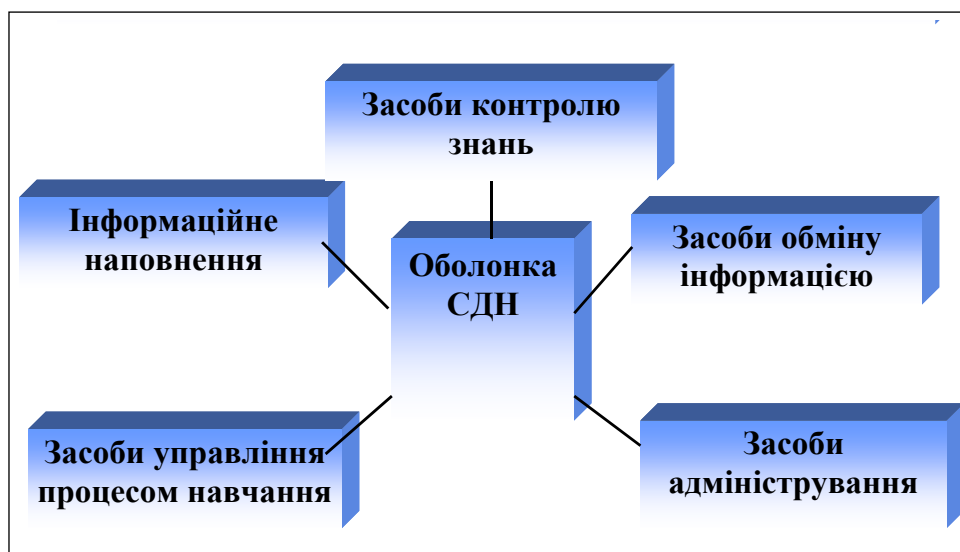 Засоби контролю
знань
Інформаційне
наповнення
Оболонка
СДН
Засоби обміну
інформацією
Засоби управління
процесом навчання
Засоби
адміністрування